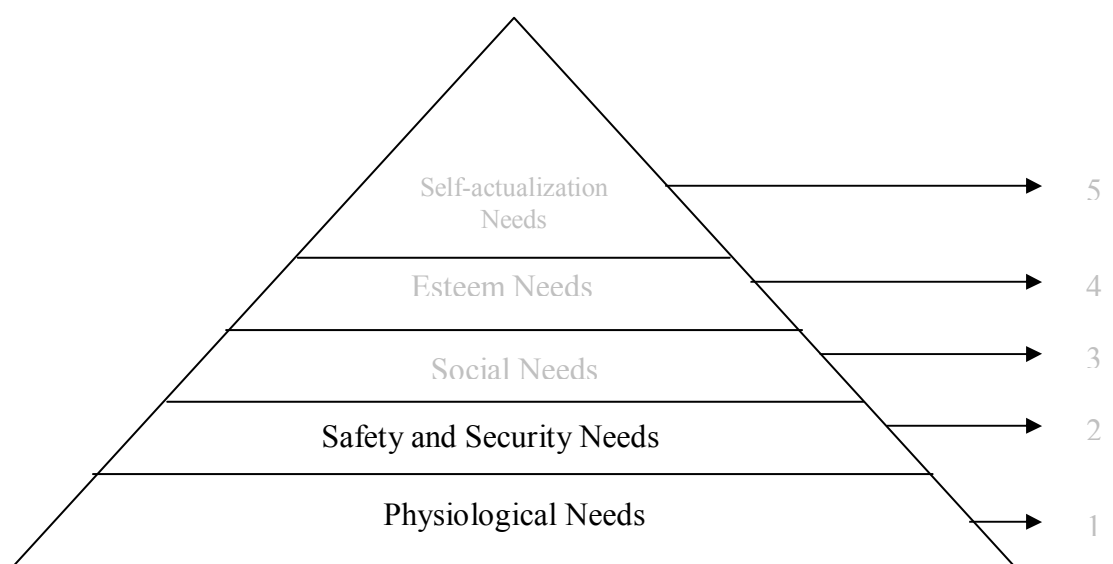 Self-actualization
Needs
5
Esteem Needs
4
Social Needs
3
Safety and Security Needs
2
Physiological Needs
1